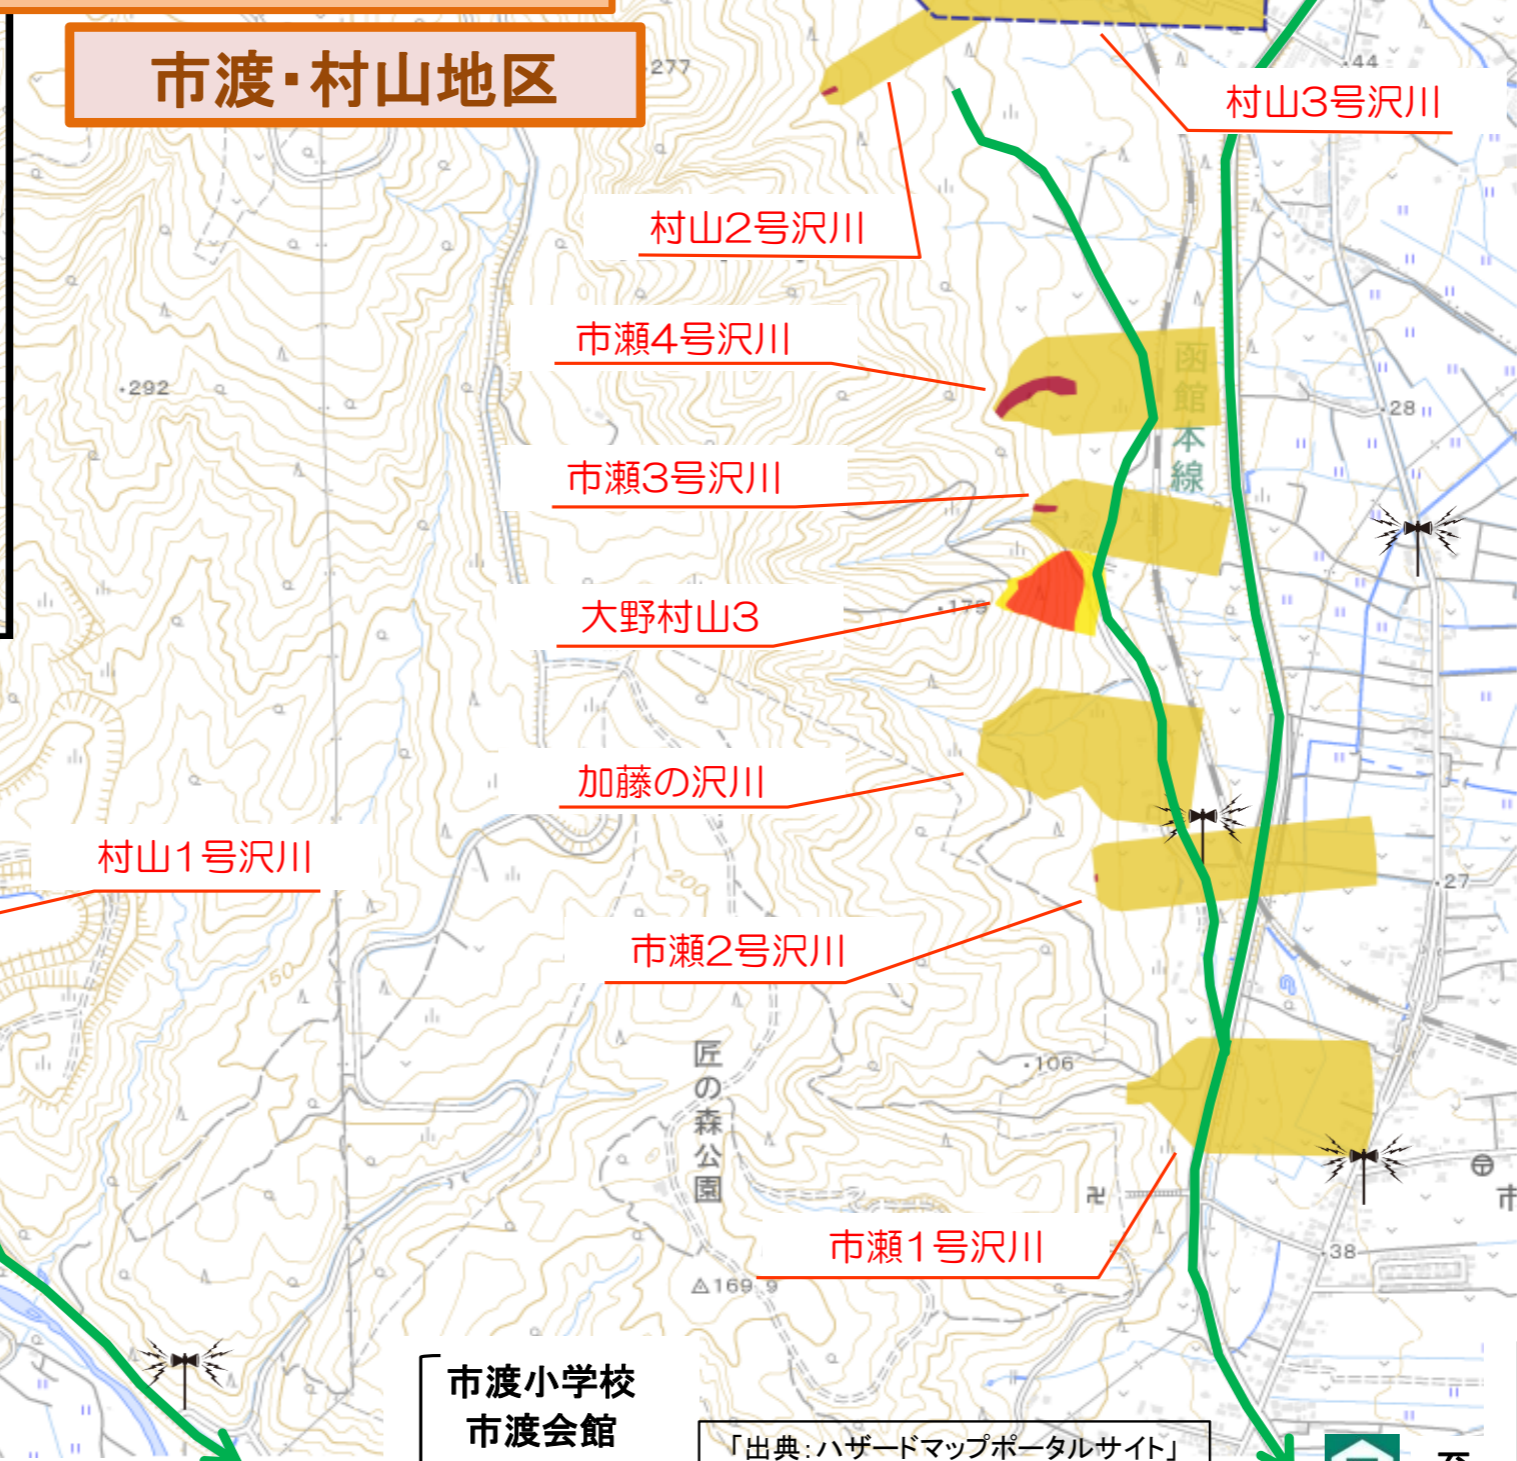 市渡・村山地区
277
44
村山3号沢川
村山2号沢川
市瀬4号沢川
函館本線
292
28
市瀬3号沢川
大野村山3
179
加藤の沢川
村山1号沢川
200
27
市瀬2号沢川
150
匠の森公園
106
市
市瀬1号沢川
38
169.9
市渡小学校
市渡会館
「出典：ハザードマップポータルサイト」